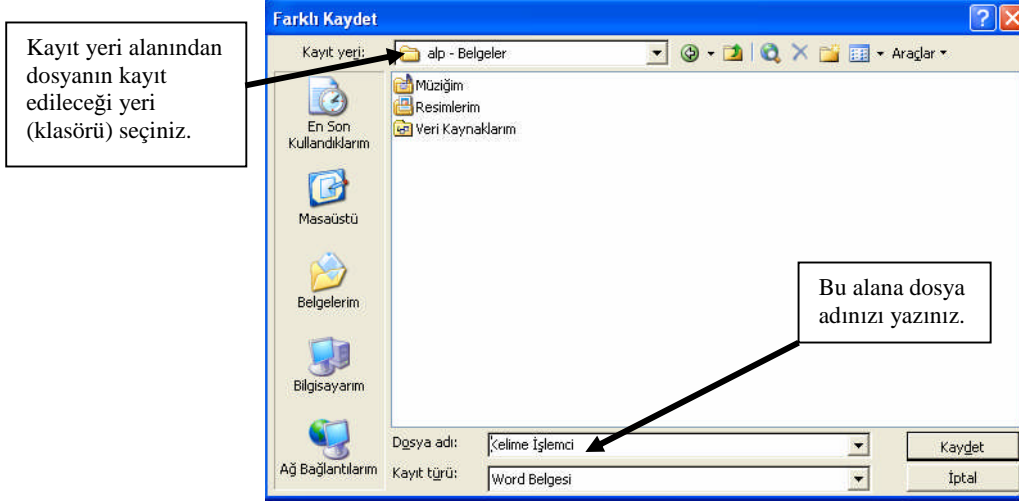 Farklı Kaydet
Kayıt yeri alanından
dosyanın kayıt
edileceği yeri
(klasörü) seçiniz.
Kayıt yeri:
alp - Belgeler
Araçlar
Müziğim
Resimlerim
Veri Kaynaklarım
En Son
Kullandıklarım
Masaüstü
Belgelerim
Bilgisayarım
Ağ Bağlantılarım
Bu alana dosya
adınızı yazınız.
Dosya adı:
Kelime İşlemci
Kaydet
Kayıt türü:
Word Belgesi
İptal